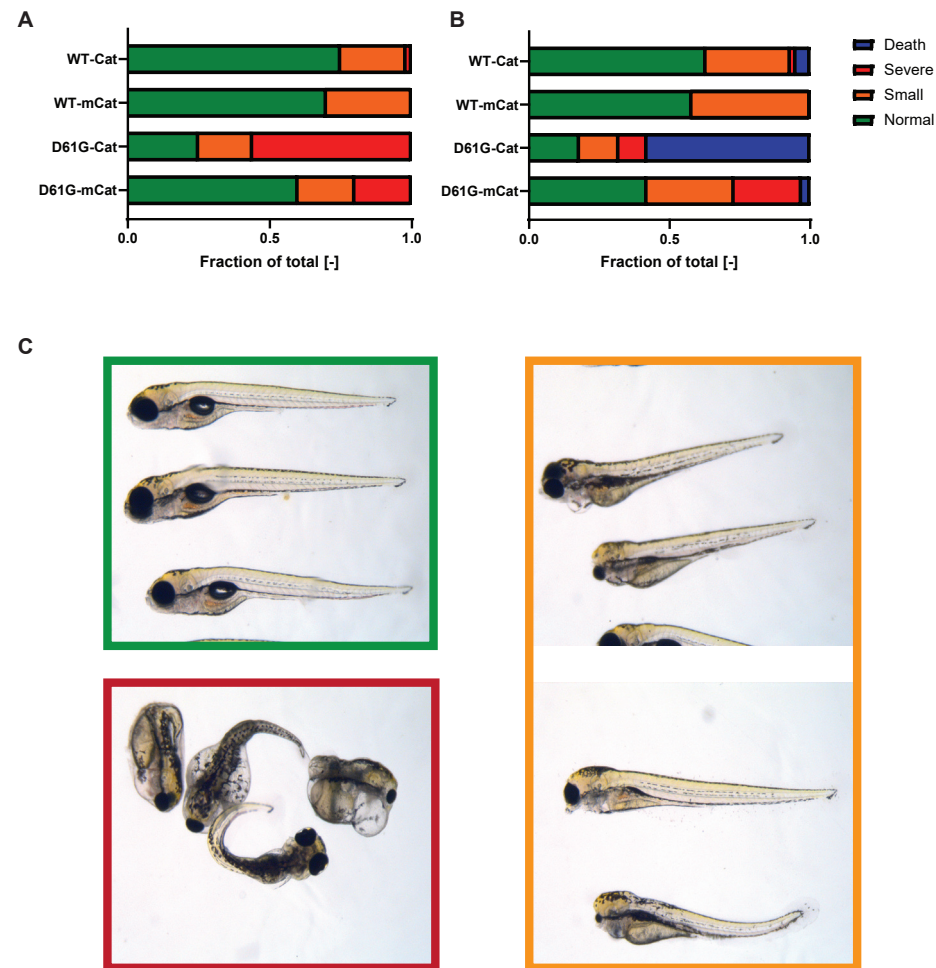 A
WT-Cat
WT-mCat
D61G-Cat
D61G-mCat
0.0 0.5 1.0
Fraction of total [-]
B
WT-Cat
WT-mCat
D61G-Cat
D61G-mCat
0.0 0.5 1.0
Fraction of total [-]
Death
Severe
Small
Normal
C